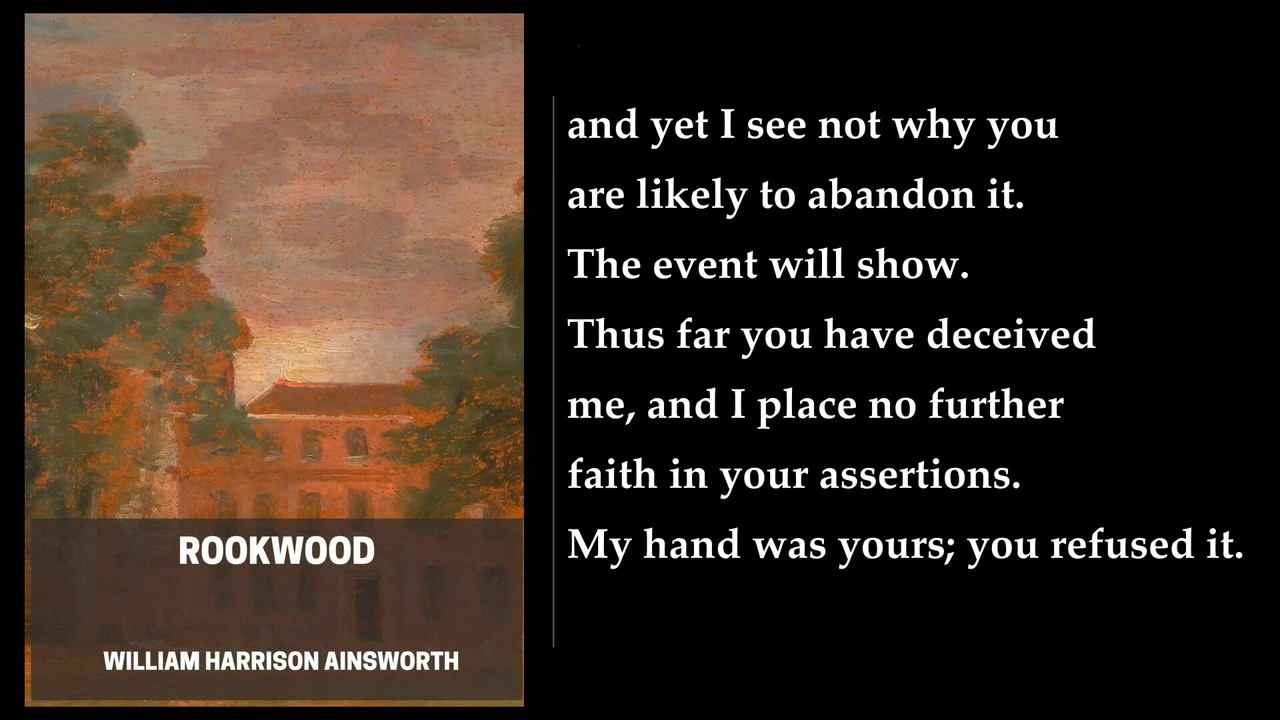 ROOKWOOD
WILLIAM HARRISON AINSWORTH
and yet I see not why you
are likely to abandon it.
The event will show.
Thus far you have deceived
me, and I place no further
faith in your assertions.
My hand was yours; you refused it.